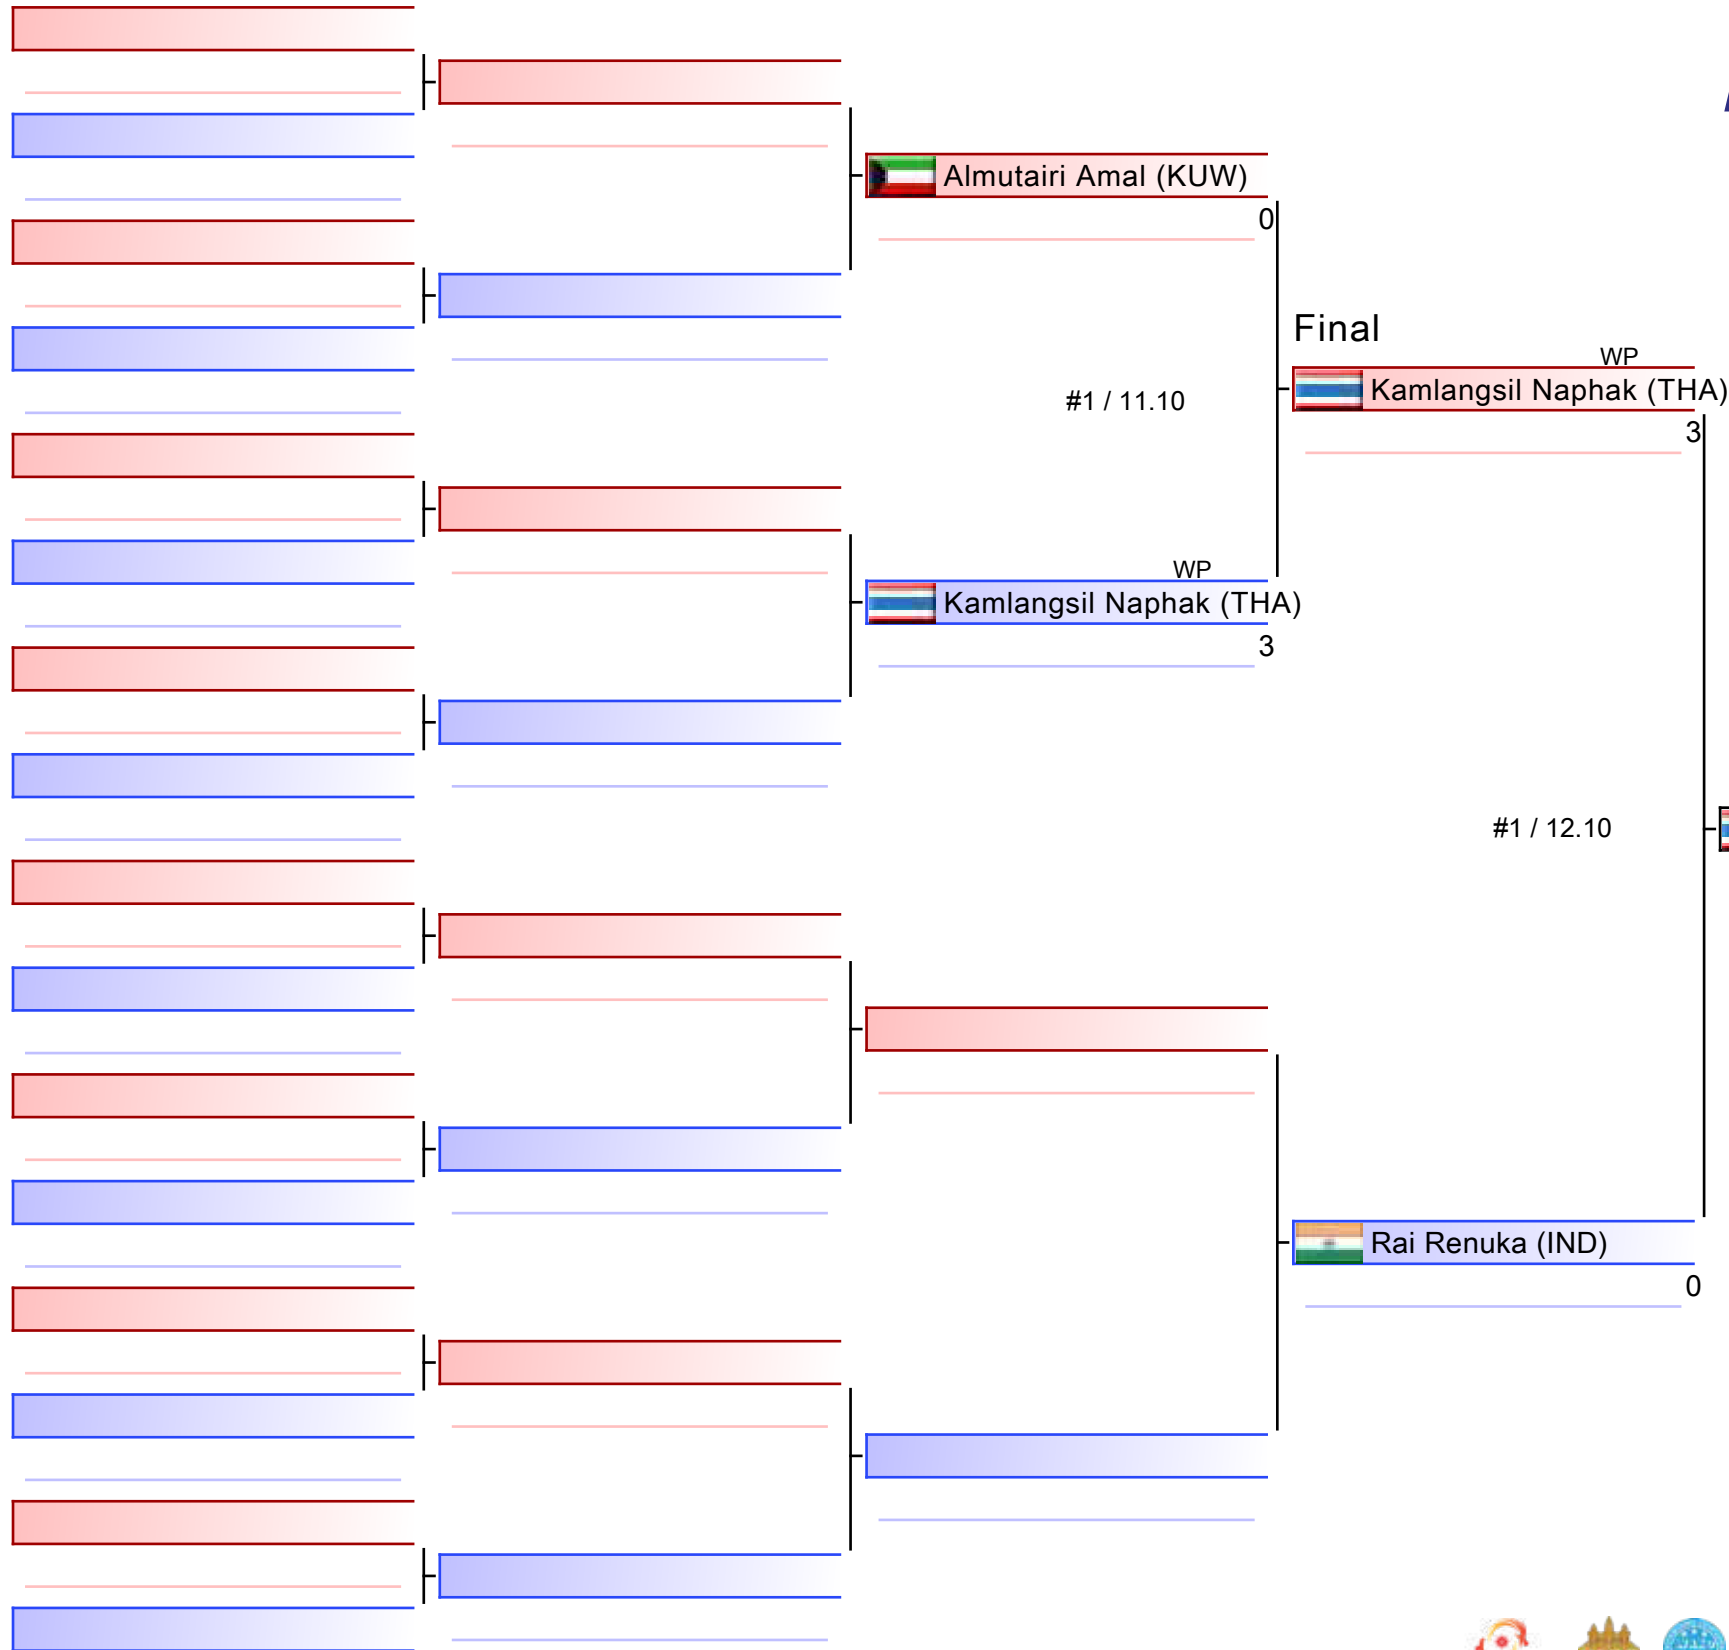 Almutairi Amal (KUW)
0
Final
WP
Kamlangsil Naphak (THA)
3
#1 / 11.10
WP
Kamlangsil Naphak (THA)
3
#1 / 12.10
Rai Renuka (IND)
0